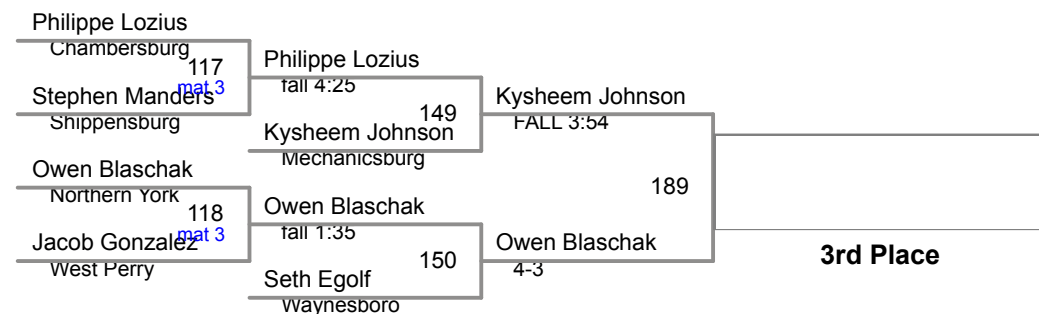 Philippe Lozius
Chambersburg
117
mat 3
Stephen Manders
Shippensburg
Owen Blaschak
Northern York
118
mat 3
Jacob Gonzalez
West Perry
Philippe Lozius
fall 4:25
149
Kysheem Johnson
Mechanicsburg
Owen Blaschak
fall 1:35
150
Seth Egolf
Waynesboro
Kysheem Johnson
FALL 3:54
189
Owen Blaschak
4-3
3rd Place